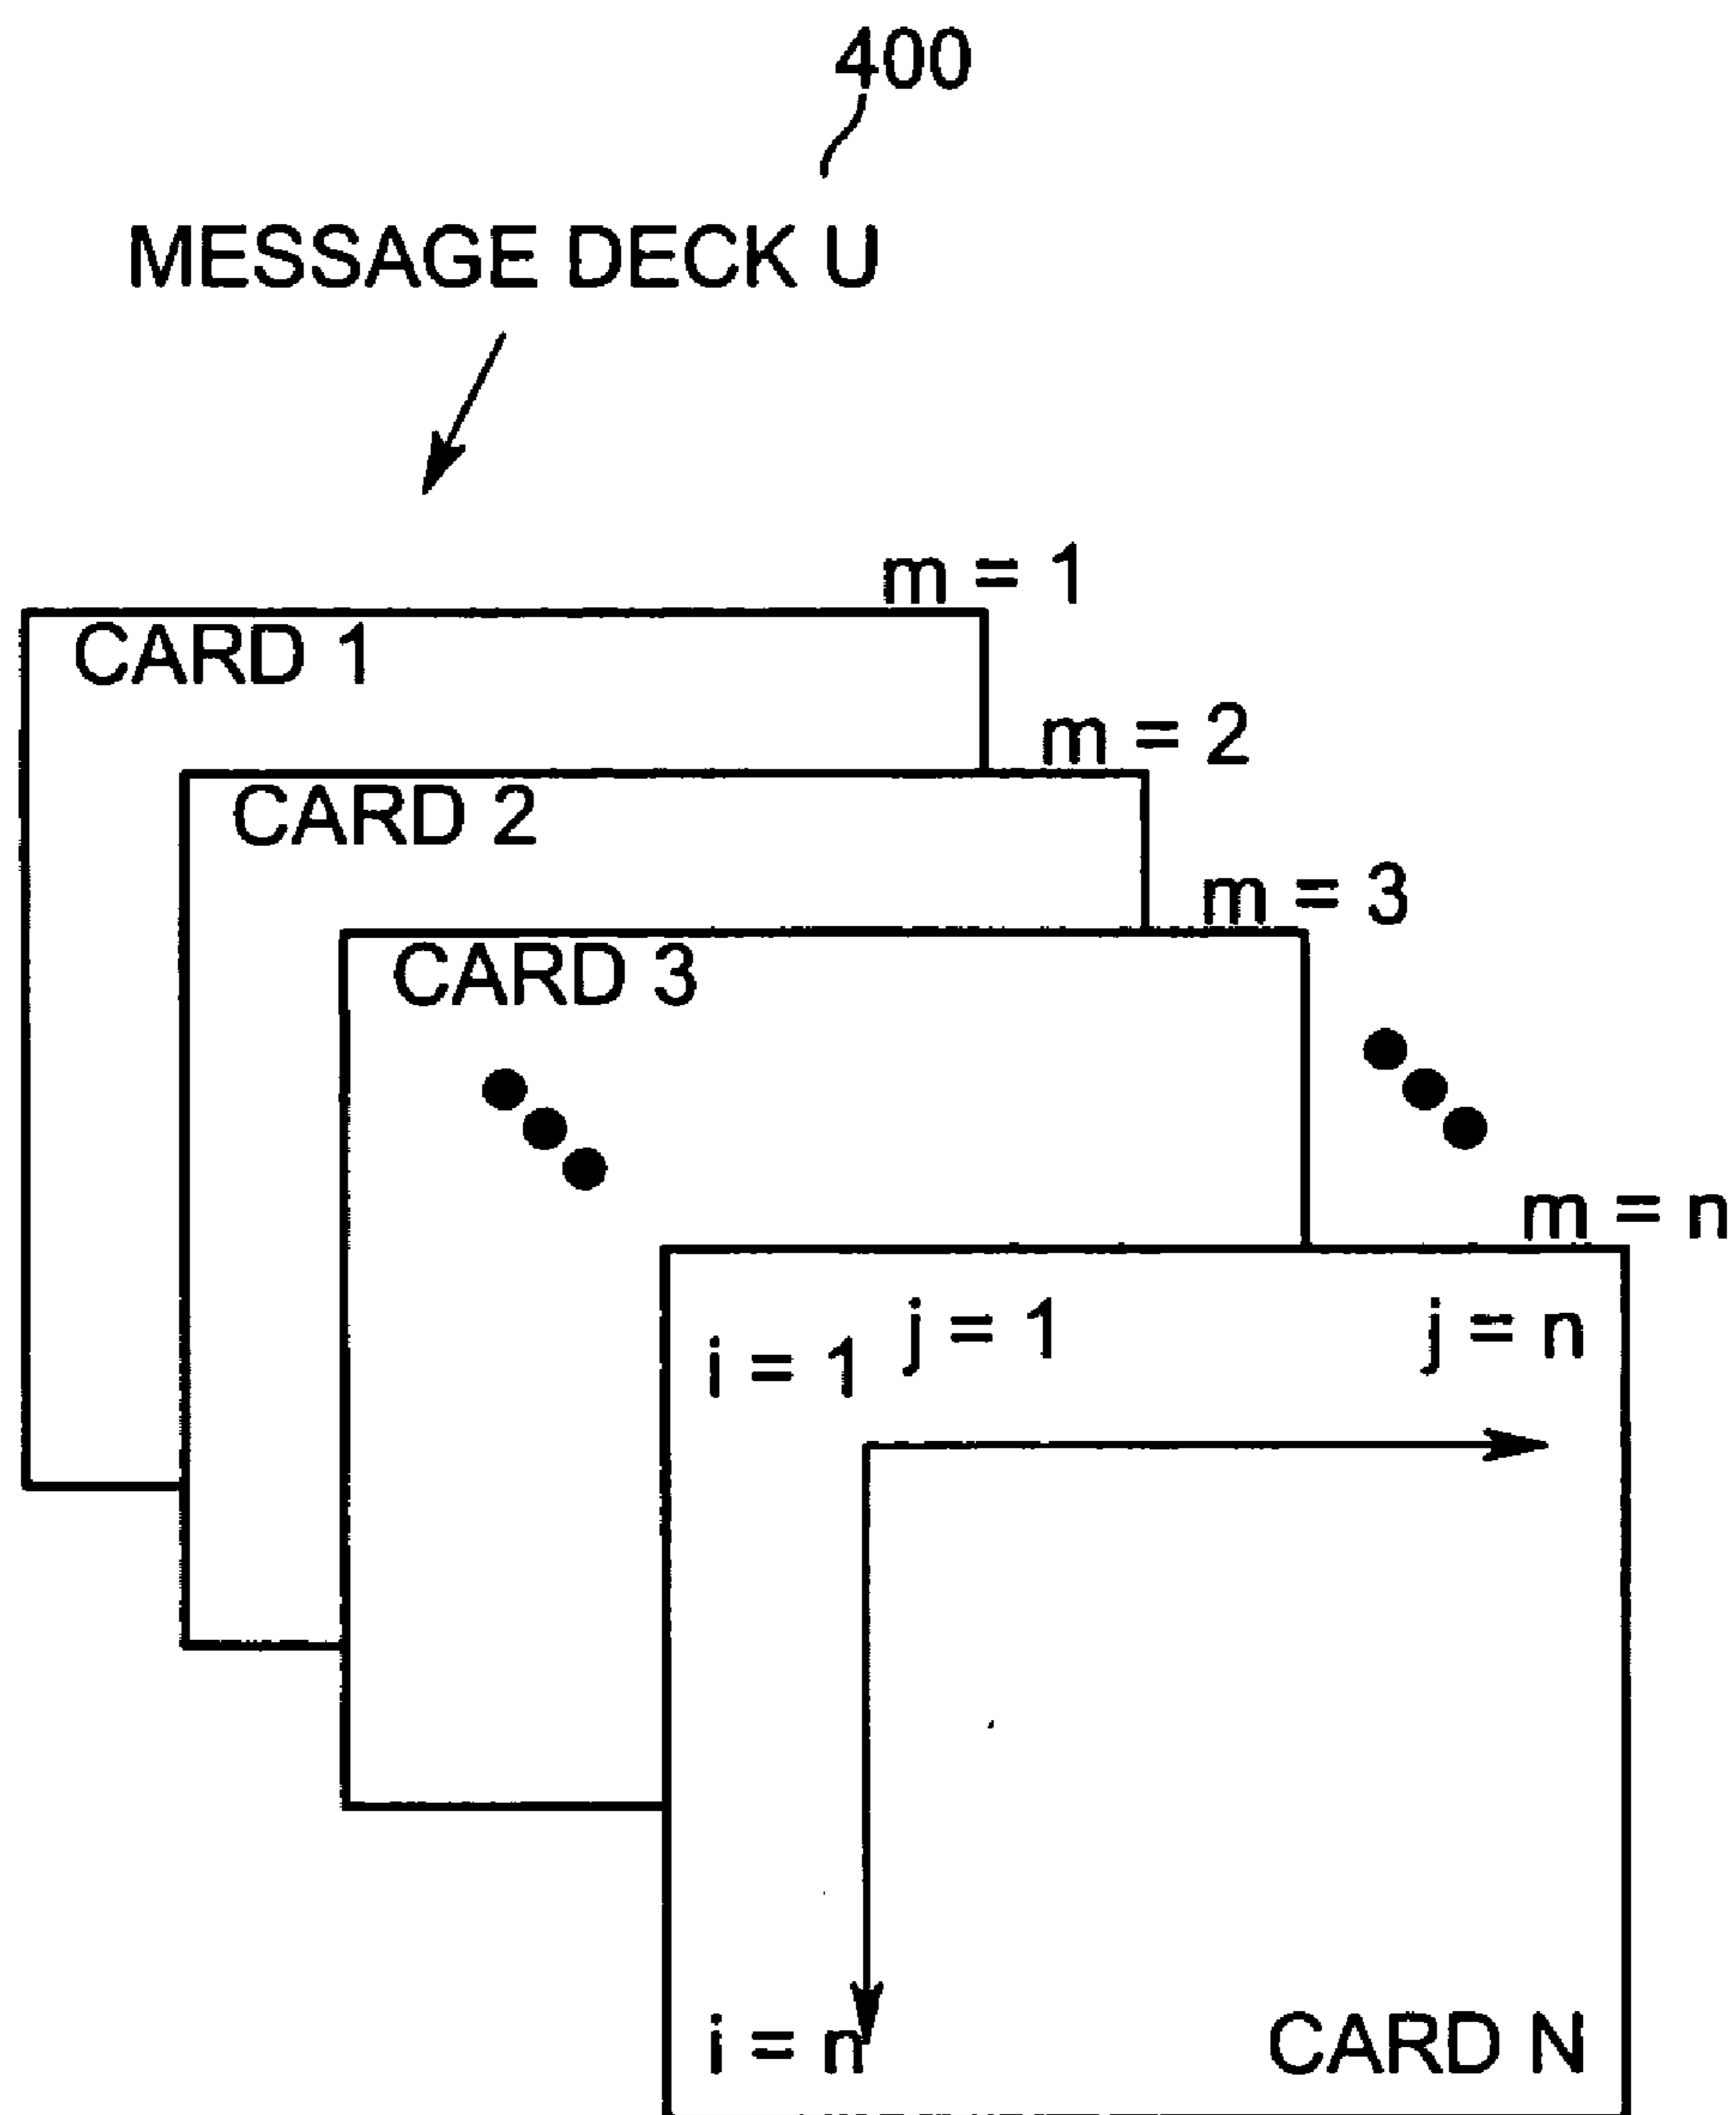 400
MESSAGE DECK U
m = 1
CARD 1
m = 2
CARD 2
m = 3
CARD 3
m = n
j = 1
j = n
i = 1
i = n
CARD N